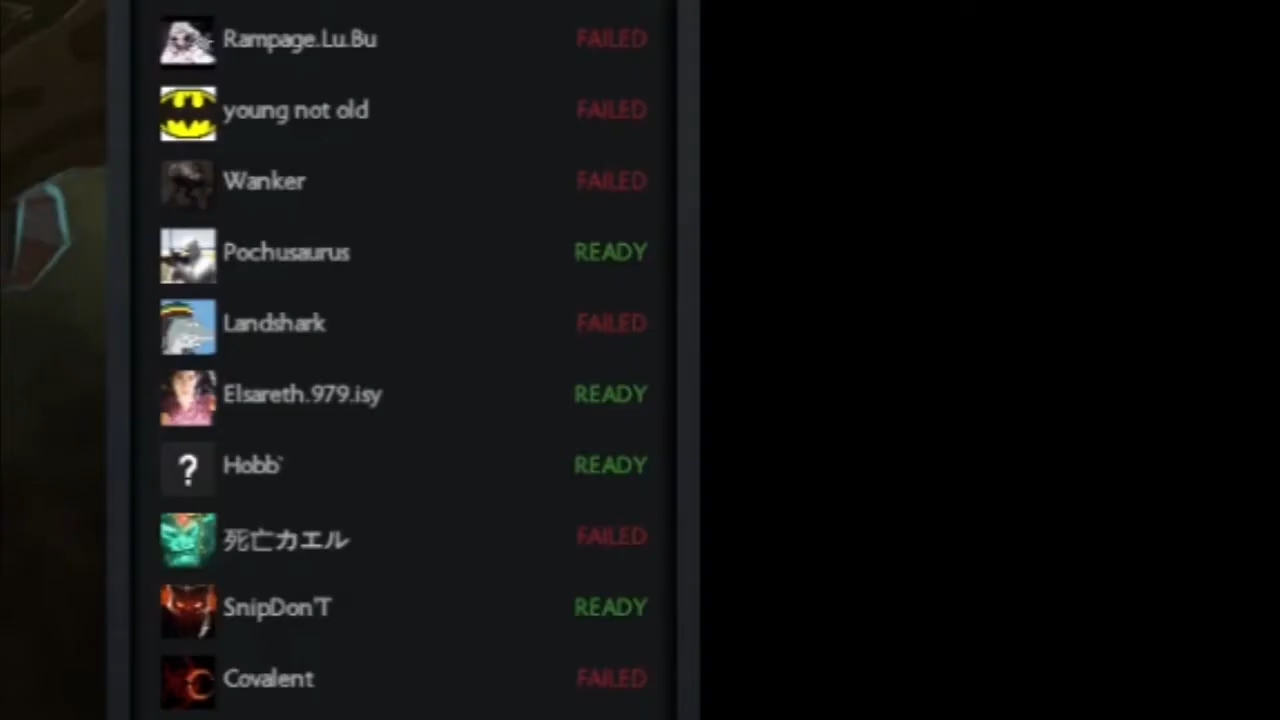 Rampage.Lu.Bu FAILED
young not old FAILED
Wanker FAILED
Pochusaurus READY
Landshark FAILED
Elsareth.979.isy READY
? Hobb` READY
死亡カエル FAILED
SnipDon'T READY
Covalent FAILED